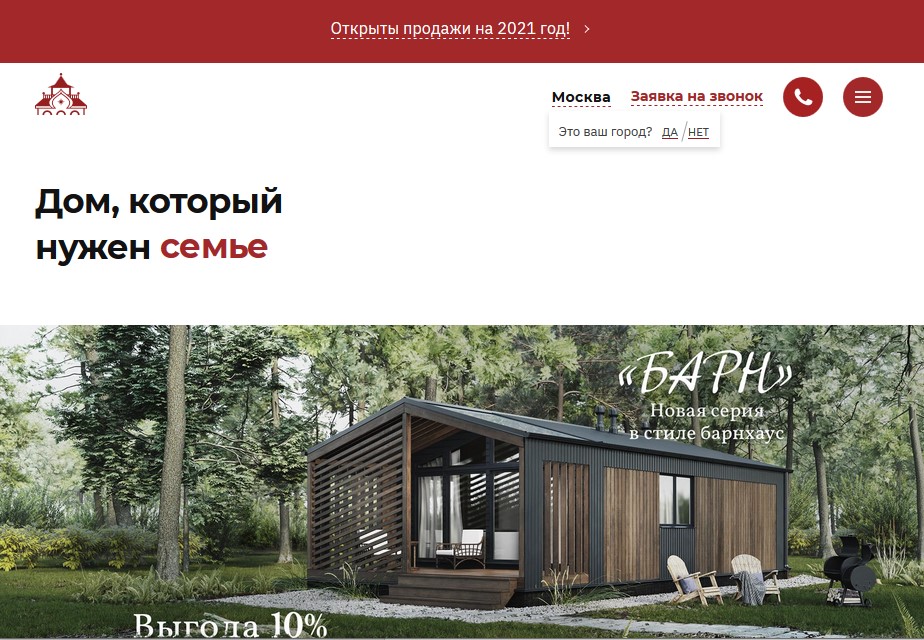 Открыты продажи на 2021 год!
Москва
Заявка на звонок
Это ваш город? ДА / НЕТ
Дом, который
нужен семье
«БАРН»
Новая серия
в стиле барнхаус
Выгода 10%